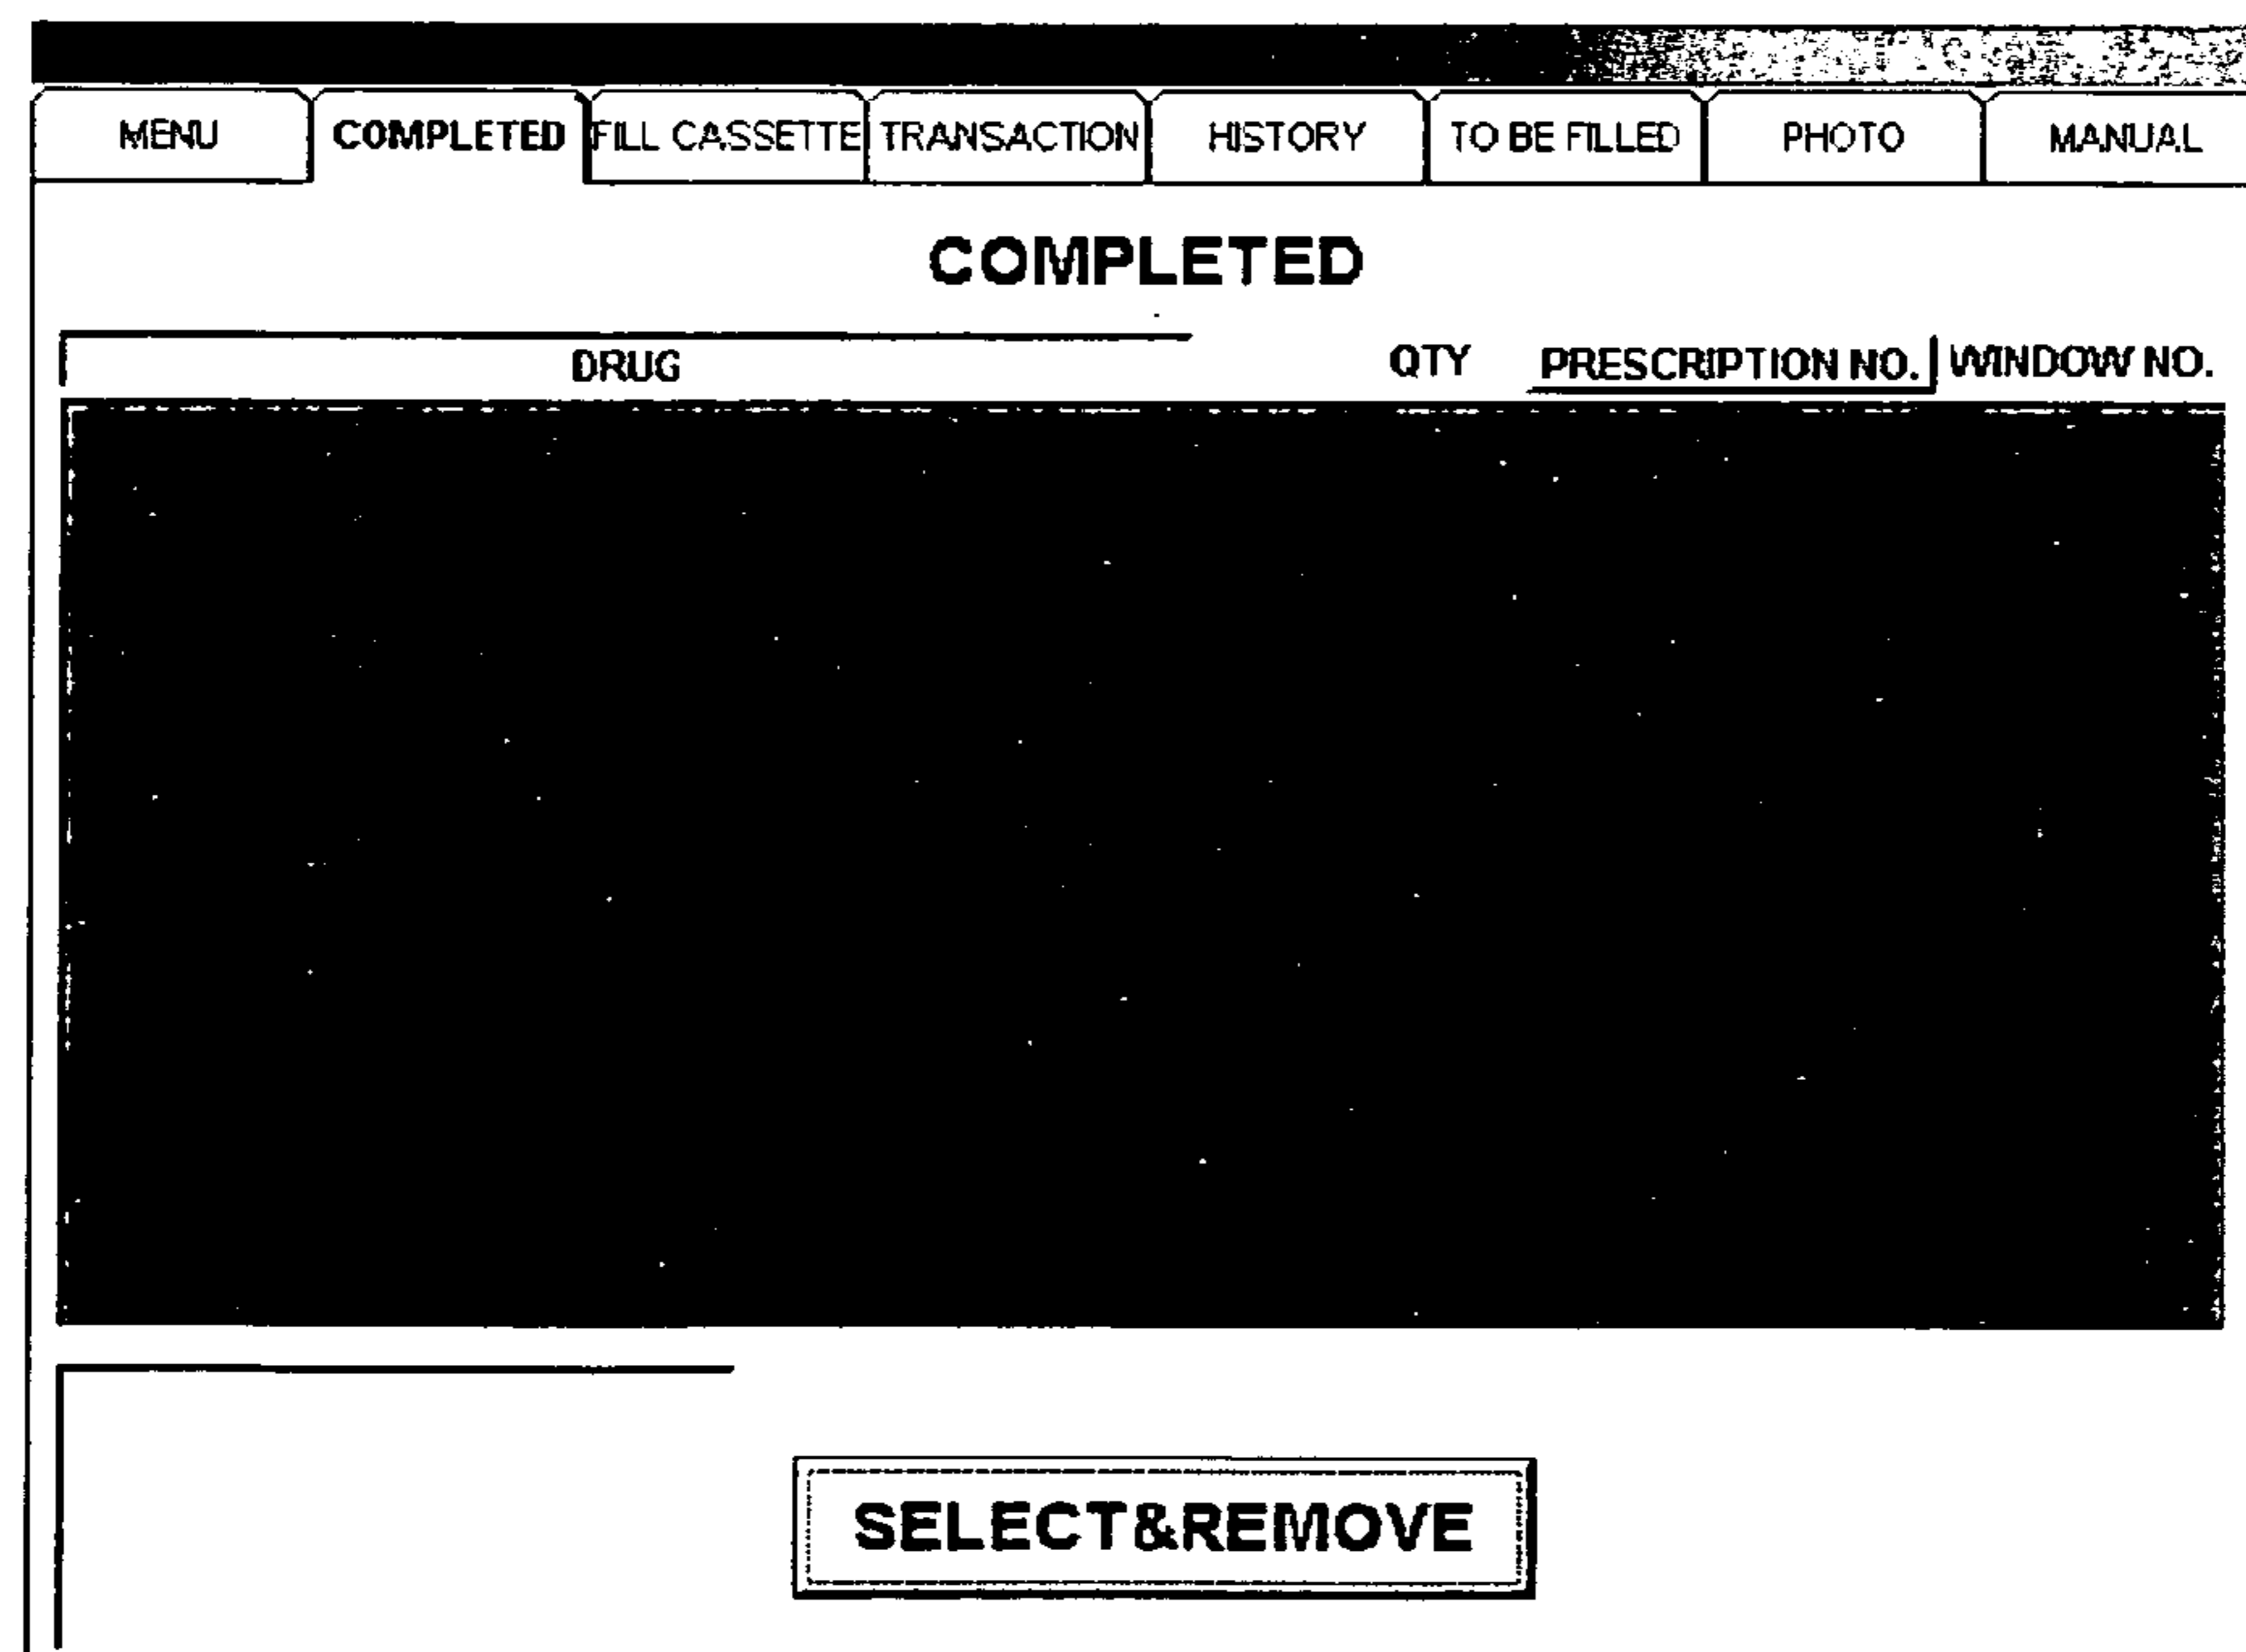 MENU COMPLETED FILL CASSETTE TRANSACTION HISTORY TO BE FILLED PHOTO MANUAL
COMPLETED
DRUG QTY PRESCRIPTION NO. WINDOW NO.
SELECT&REMOVE